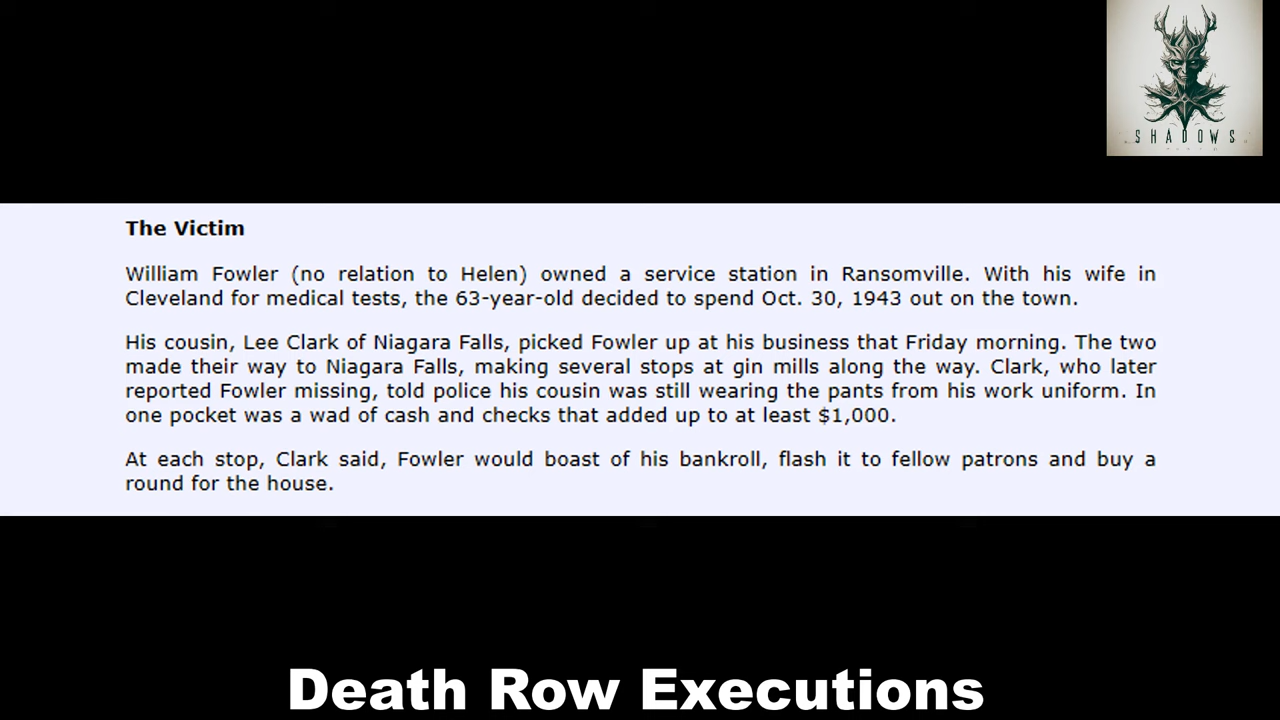 SHADOWS
The Victim
William Fowler (no relation to Helen) owned a service station in Ransomville. With his wife in
Cleveland for medical tests, the 63-year-old decided to spend Oct. 30, 1943 out on the town.
His cousin, Lee Clark of Niagara Falls, picked Fowler up at his business that Friday morning. The two
made their way to Niagara Falls, making several stops at gin mills along the way. Clark, who later
reported Fowler missing, told police his cousin was still wearing the pants from his work uniform. In
one pocket was a wad of cash and checks that added up to at least $1,000.
At each stop, Clark said, Fowler would boast of his bankroll, flash it to fellow patrons and buy a
round for the house.
Death Row Executions